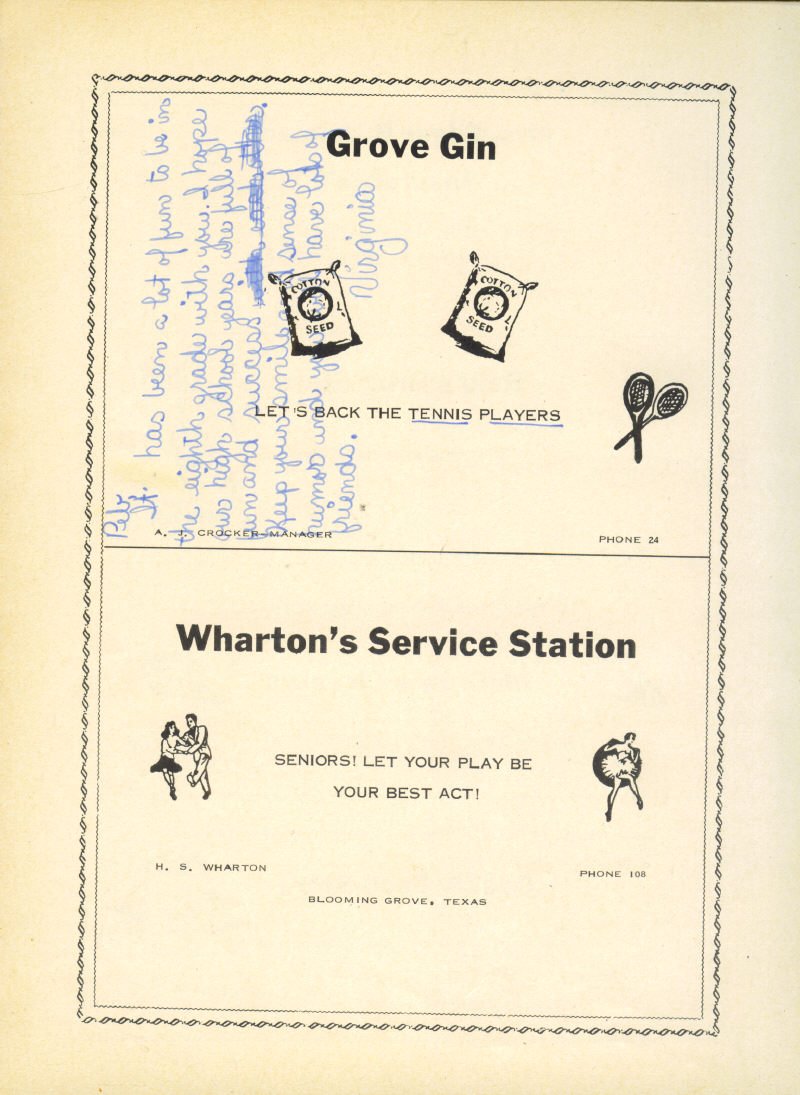 Grove Gin
COTTON
SEED
COTTON
SEED
LET'S BACK THE TENNIS PLAYERS
A. J. CROCKER-MANAGER
PHONE 24
It has been a lot of fun to be in
the eighth grade with you. I hope
our high school years are full of
fun and success
Keep your smile and sense of
humor and you have lots of
friends.
Virginia
Wharton's Service Station
SENIORS! LET YOUR PLAY BE
YOUR BEST ACT!
H. S. WHARTON
PHONE 108
BLOOMING GROVE, TEXAS